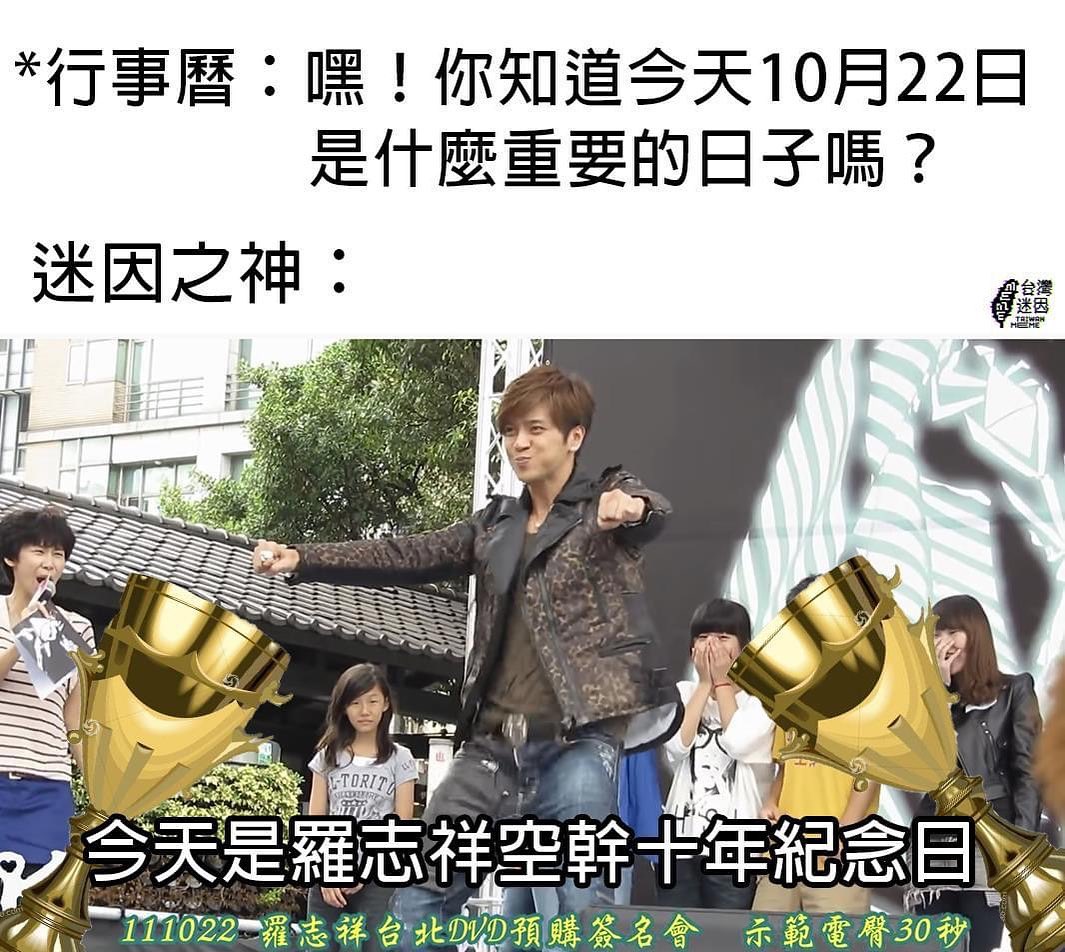 *行事曆：嘿！你知道今天10月22日
是什麼重要的日子嗎？
迷因之神：
台灣
迷因
TAIWAN
MEME
L-TORITO
今天是羅志祥空幹十年紀念日
111022 羅志祥台北DVD預購簽名會 示範電臀30秒